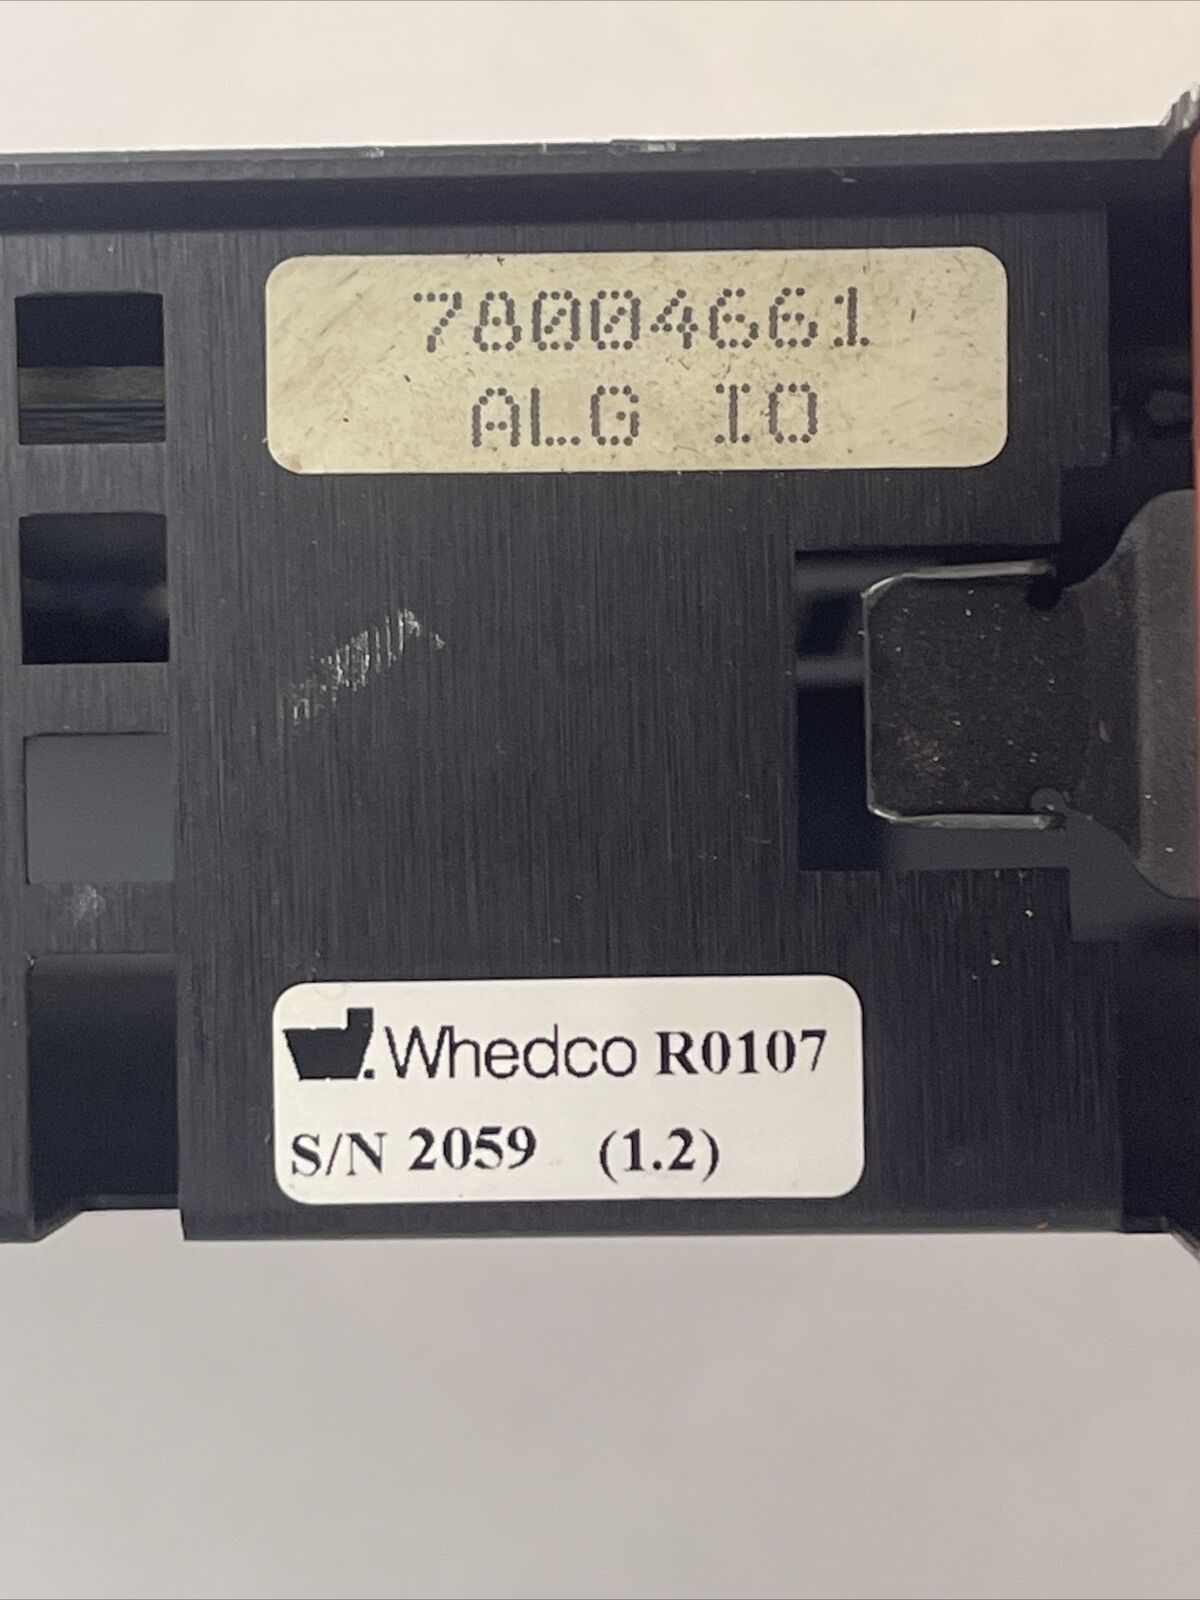 78004661
ALG IO
Whedco R0107
S/N 2059 (1.2)